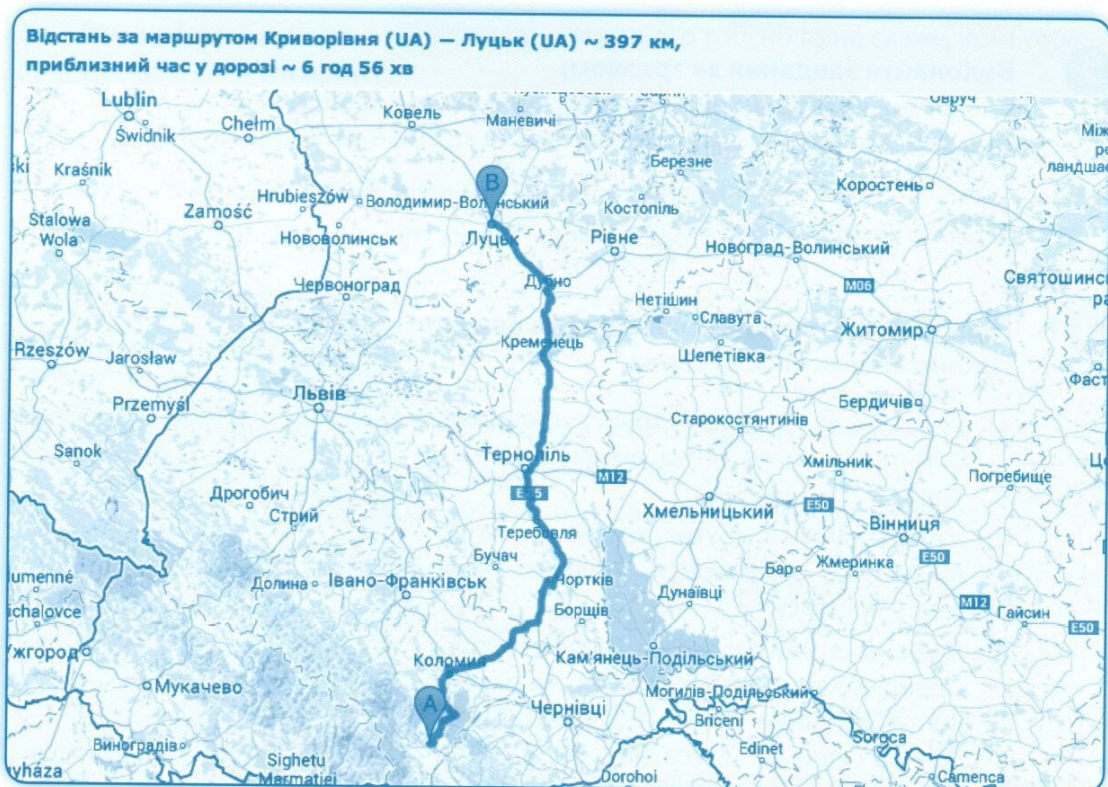 Відстань за маршрутом Криворівня (UA) — Луцьк (UA) ~ 397 км,
приблизний час у дорозі ~ 6 год 56 хв
Lublin
Świdnik
Chełm
Ковель
Маневичі
Овруч
Kraśnik
Березне
Коростень
B
Hrubieszów
Володимир-Волинський
Zamość
Костопіль
Stalowa
Wola
Нововолинськ
Луцьк
Рівне
Новоград-Волинський
Червоноград
Дубно
M06
Нетішин
Славута
Житомир
Кременець
Шепетівка
Rzeszów
Jarosław
Львів
Przemyśl
Бердичів
Старокостянтинів
Sanok
Тернопіль
M12
Хмільник
Погребище
Дрогобич
Стрий
Хмельницький
E50
Вінниця
Теребовля
Бучач
E50
Бар
Жмеринка
Долина
Івано-Франківськ
Чортків
Борщів
Дунаївці
M12
Гайсин
E50
Коломия
Кам'янець-Подільський
Мукачево
A
Могилів-Подільський
Чернівці
Briceni
Виноградів
Edinet
Soroca
Sighetu
Marmației
Dorohoi
Camenca